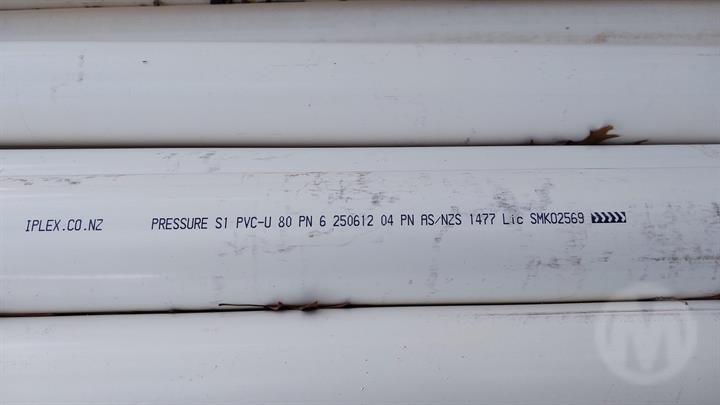 IPLEX.CO.NZ PRESSURE S1 PVC-U 80 PN 6 250612 04 PN AS/NZS 1477 Lic SMK02569
M